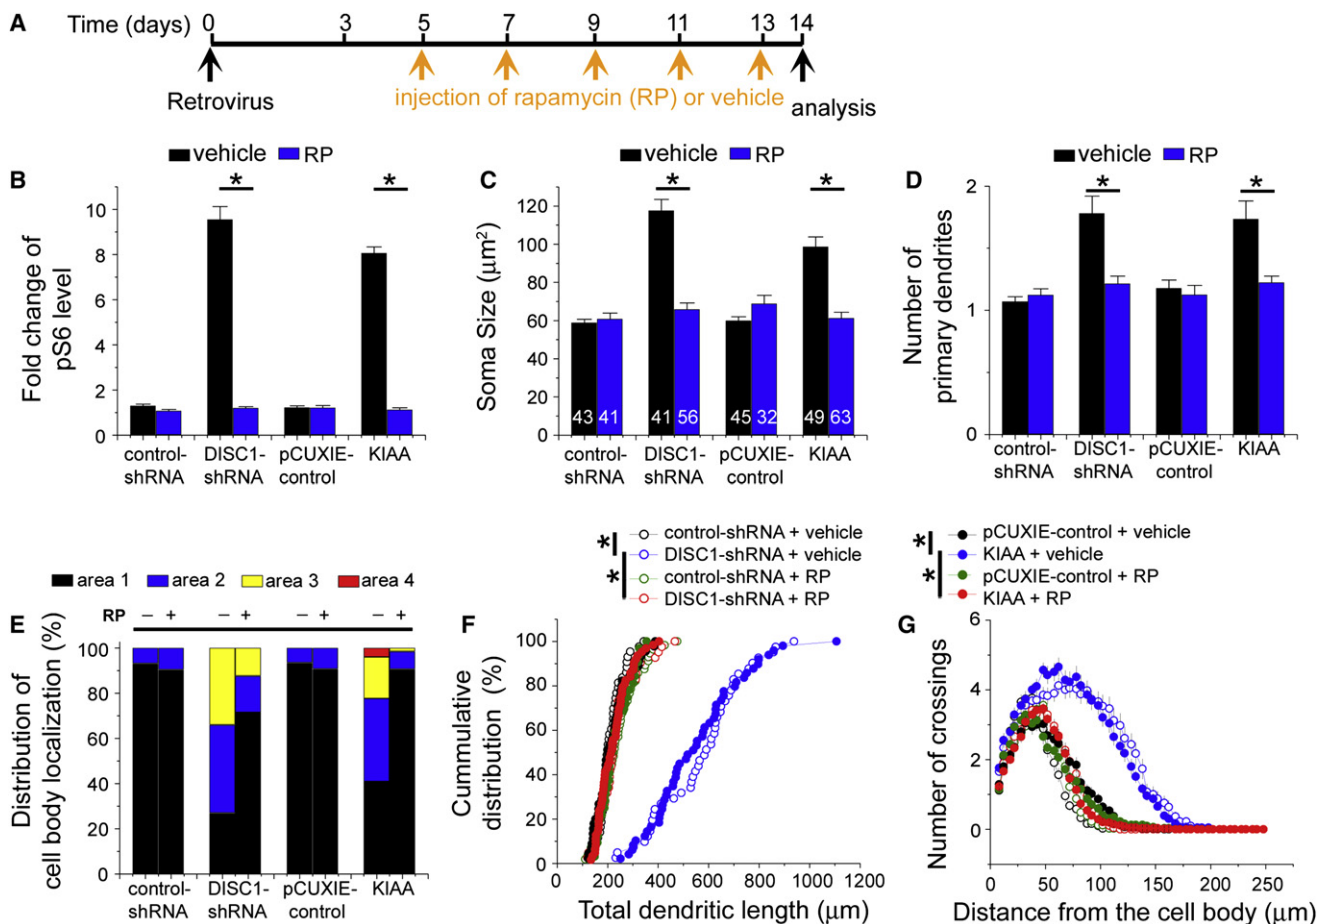 A
Time (days) 0 3 5 7 9 11 13 14
Retrovirus
injection of rapamycin (RP) or vehicle
analysis
B
vehicle RP
* *
Fold change of
pS6 level
10
8
6
4
2
0
control-
shRNA
DISC1-
shRNA
pCUXIE-
control
KIAA
C
vehicle RP
* *
Soma Size (μm²)
120
100
80
60
40
20
0
43 41 41 56 45 32 49 63
control-
shRNA
DISC1-
shRNA
pCUXIE-
control
KIAA
D
vehicle RP
* *
Number of
primary dendrites
2
1
0
control-
shRNA
DISC1-
shRNA
pCUXIE-
control
KIAA
E
area 1 area 2 area 3 area 4
RP – + – + – + – +
Distribution of
cell body localization (%)
100
80
60
40
20
0
control-
shRNA
DISC1-
shRNA
pCUXIE-
control
KIAA
F
* control-shRNA + vehicle
DISC1-shRNA + vehicle
* control-shRNA + RP
DISC1-shRNA + RP
Cummulative
distribution (%)
100
80
60
40
20
0
0 200 400 600 800 1000 1200
Total dendritic length (μm)
G
* pCUXIE-control + vehicle
KIAA + vehicle
* pCUXIE-control + RP
KIAA + RP
Number of crossings
6
4
2
0
0 50 100 150 200 250
Distance from the cell body (μm)